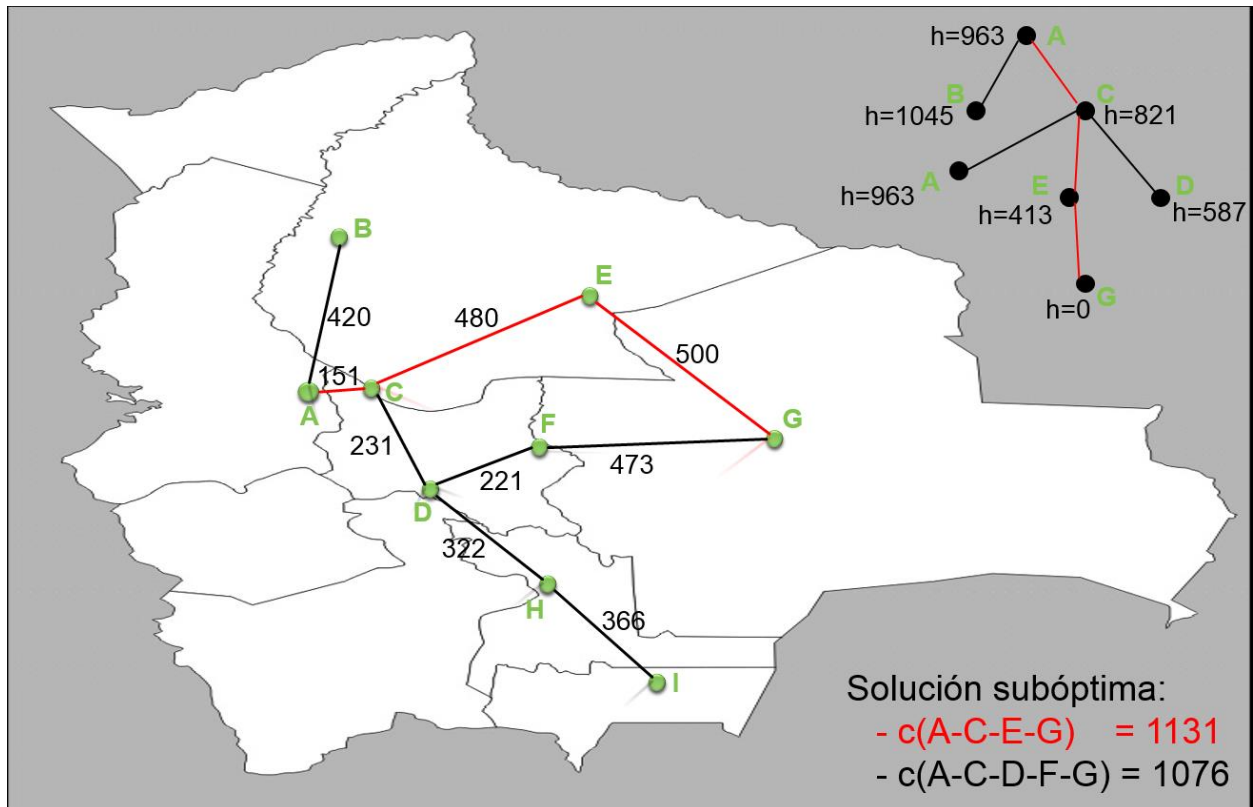 h=963 A
B
h=1045
C
h=821
A
h=963
E
h=413
D
h=587
G
h=0
B
E
420
480
500
151
A
C
F
G
231
221
473
D
322
H
366
I
Solución subóptima:
- c(A-C-E-G) = 1131
- c(A-C-D-F-G) = 1076